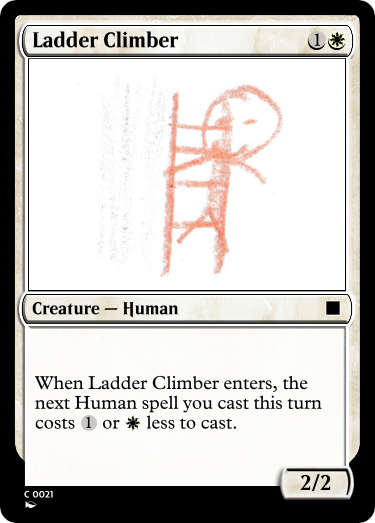 Ladder Climber 1
Creature — Human
When Ladder Climber enters, the
next Human spell you cast this turn
costs 1 or less to cast.
2/2
C 0021